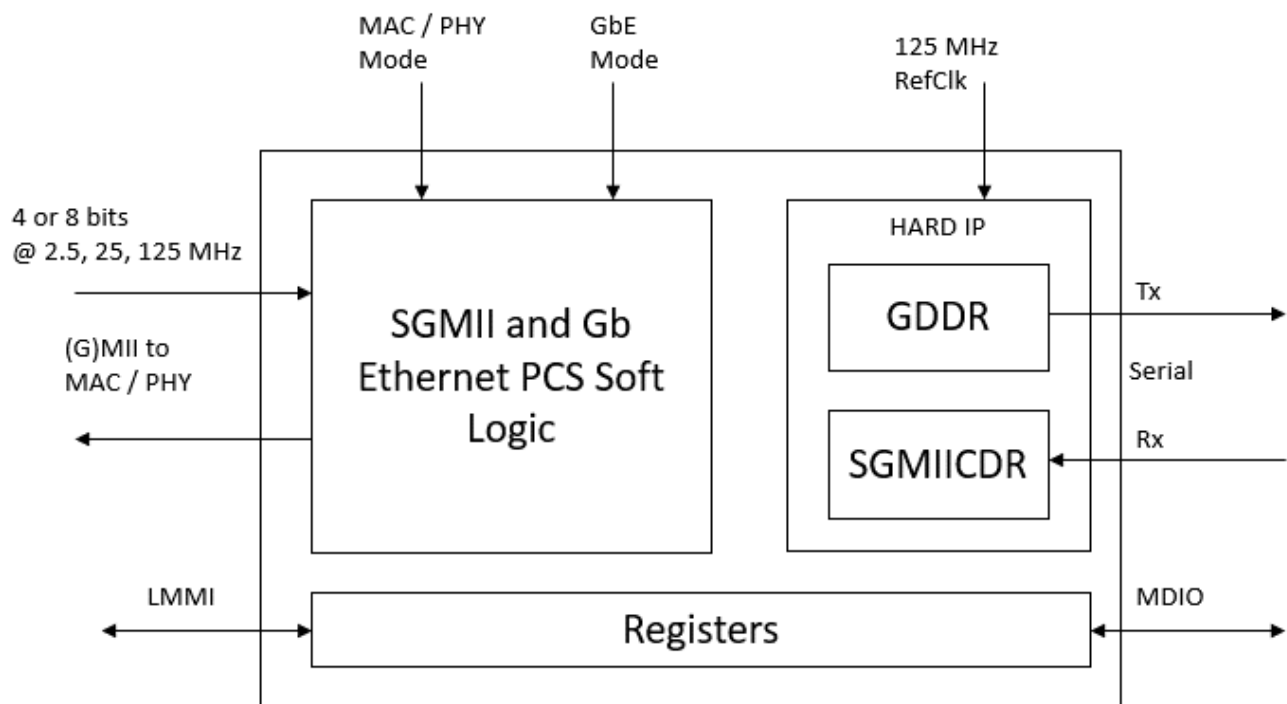 MAC / PHY
Mode
GbE
Mode
125 MHz
RefClk
4 or 8 bits
@ 2.5, 25, 125 MHz
(G)MII to
MAC / PHY
SGMII and Gb
Ethernet PCS Soft
Logic
HARD IP
GDDR
SGMIICDR
Tx
Serial
Rx
LMMI
Registers
MDIO